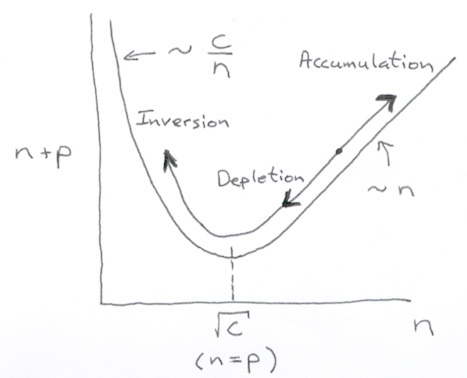 ~ C/n
Accumulation
Inversion
n+p
Depletion
~ n
√C
n
(n=p)